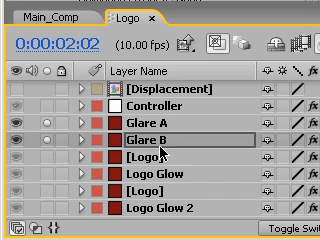 Main_Comp Logo
0:00:02:02 (10.00 fps)
Layer Name
[Displacement]
Controller
Glare A
Glare B
[Logo]
Logo Glow
[Logo]
Logo Glow 2
Toggle Swit